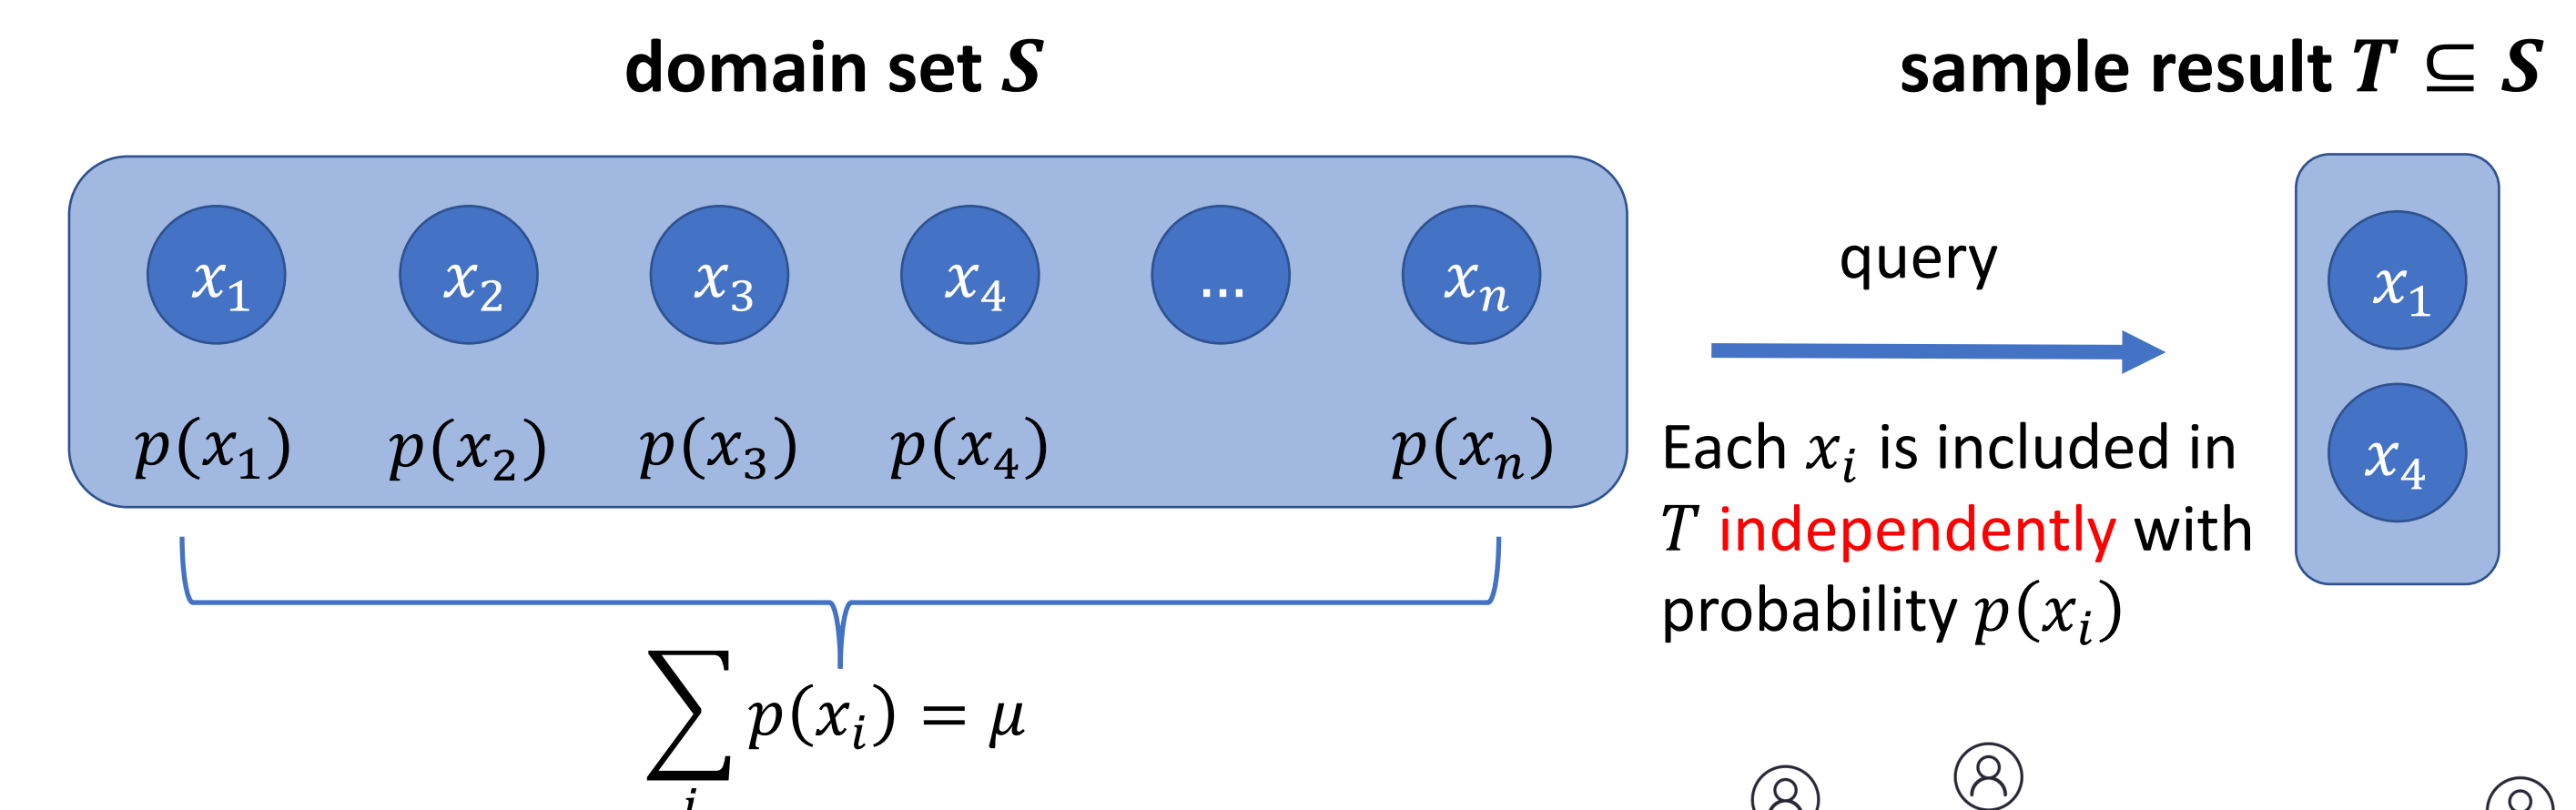 domain set S
sample result T ⊆ S
x₁ x₂ x₃ x₄ ... xₙ
p(x₁) p(x₂) p(x₃) p(x₄) p(xₙ)
∑ p(xᵢ) = μ
i
query
Each xᵢ is included in
T independently with
probability p(xᵢ)
x₁
x₄